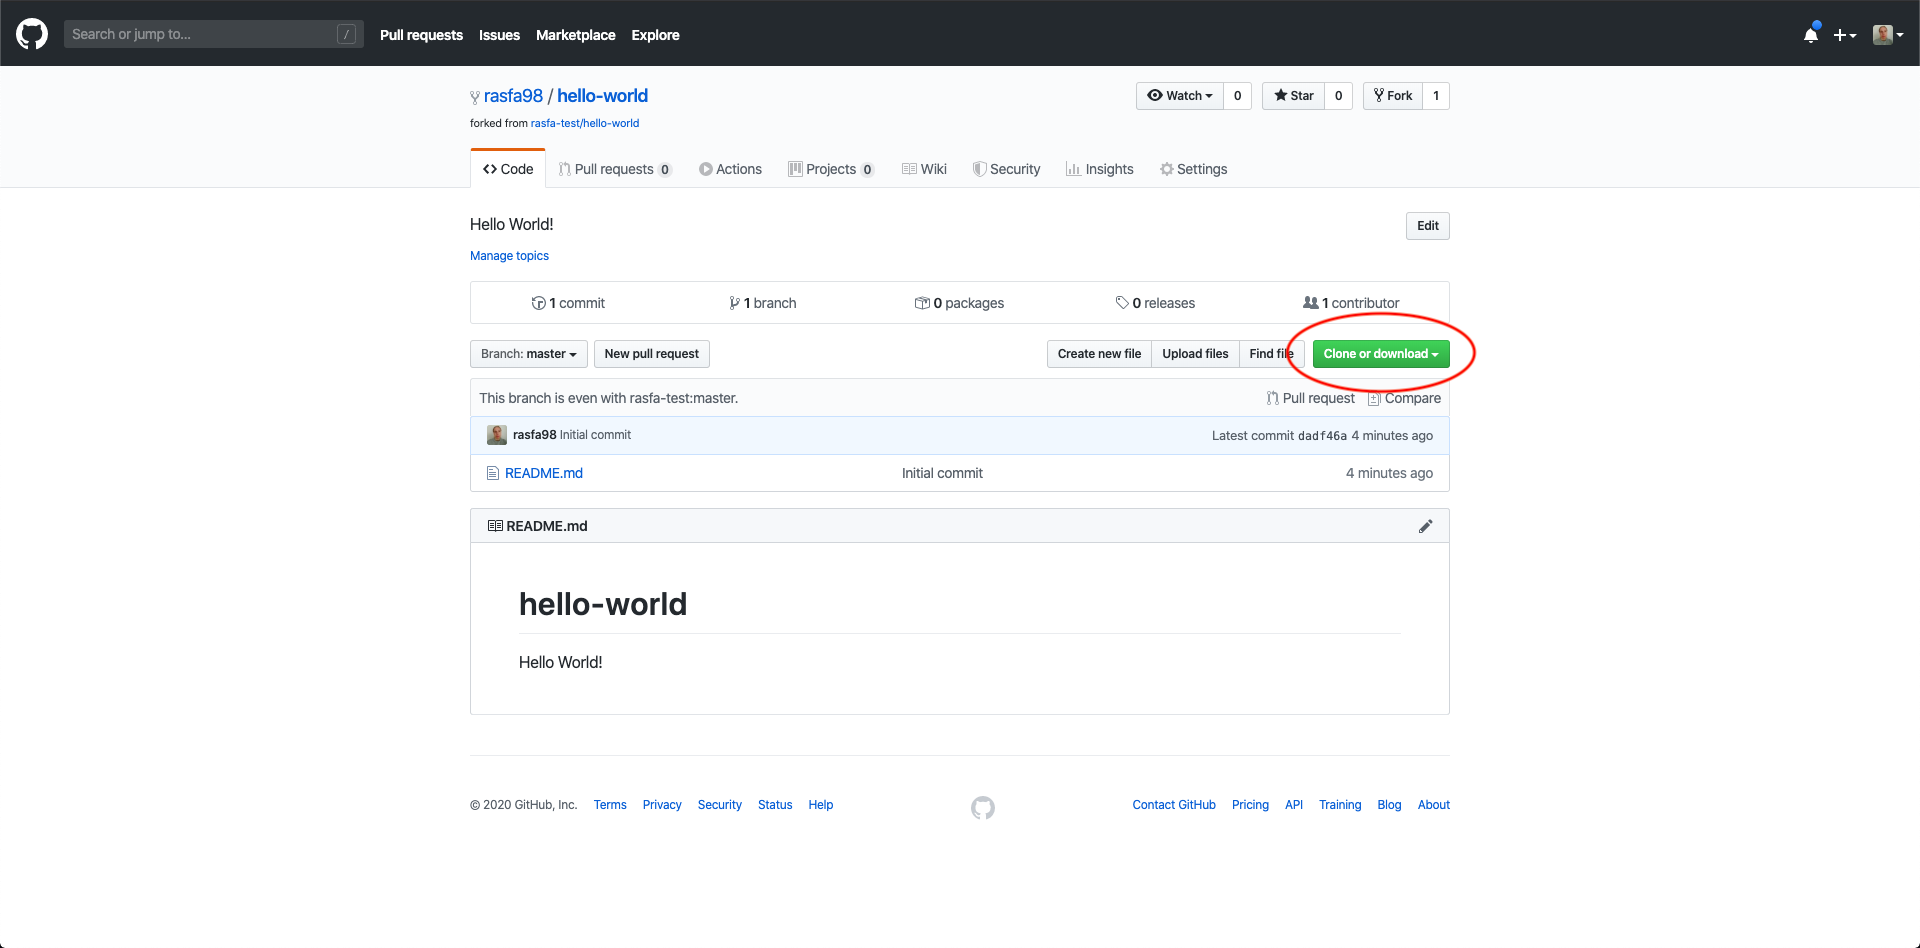 Search or jump to... / Pull requests Issues Marketplace Explore
rasfa98 / hello-world Watch 0 Star 0 Fork 1
forked from rasfa-test/hello-world
Code Pull requests 0 Actions Projects 0 Wiki Security Insights Settings
Hello World! Edit
Manage topics
1 commit 1 branch 0 packages 0 releases 1 contributor
Branch: master New pull request Create new file Upload files Find file Clone or download
This branch is even with rasfa-test:master. Pull request Compare
rasfa98 Initial commit Latest commit dadf46a 4 minutes ago
README.md Initial commit 4 minutes ago
README.md
hello-world
Hello World!
© 2020 GitHub, Inc. Terms Privacy Security Status Help Contact GitHub Pricing API Training Blog About